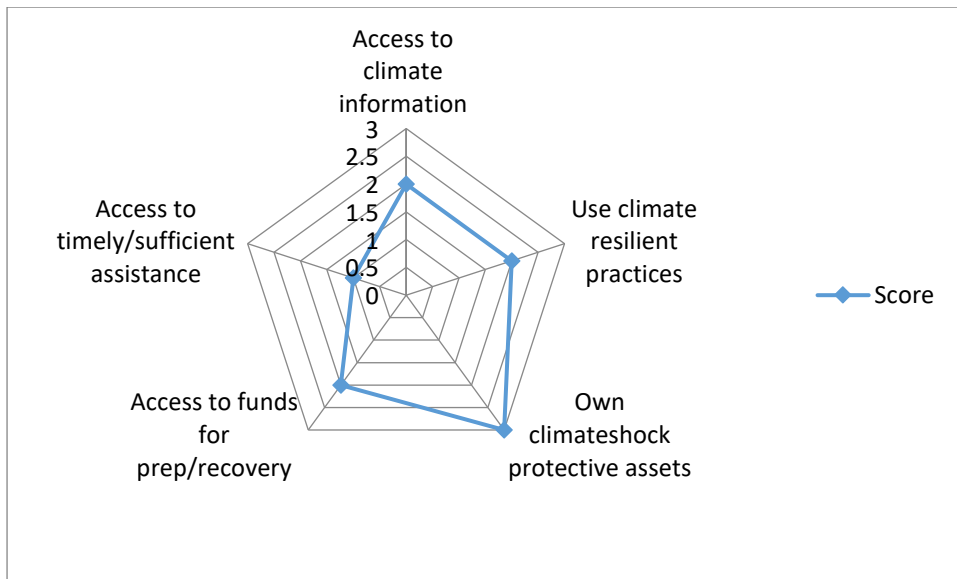 Access to
climate
information
3
2.5
2
1.5
1
0.5
0
Use climate
resilient
practices
Own
climateshock
protective assets
Access to funds
for
prep/recovery
Access to
timely/sufficient
assistance
Score